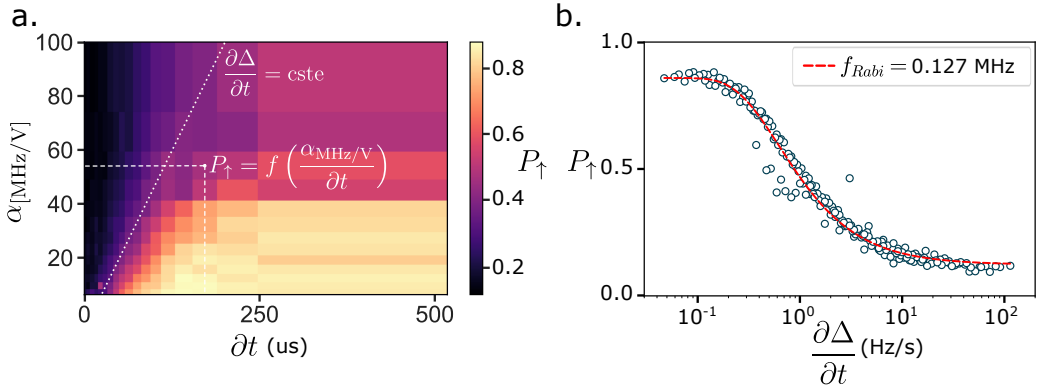 a.
100
80
60
40
20
α[MHz/V]
0
250
500
∂t (us)
∂Δ/∂t = cste
P↑ = f(αMHz/V/∂t)
0.8
0.6
0.4
0.2
P↑
b.
1.0
0.5
0.0
P↑
fRabi = 0.127 MHz
10⁻¹
10⁰
10¹
10²
∂Δ/∂t (Hz/s)